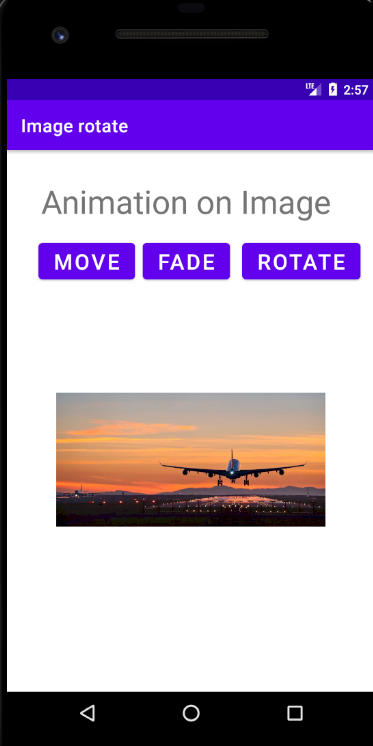 LTE 2:57
Image rotate
Animation on Image
MOVE FADE ROTATE